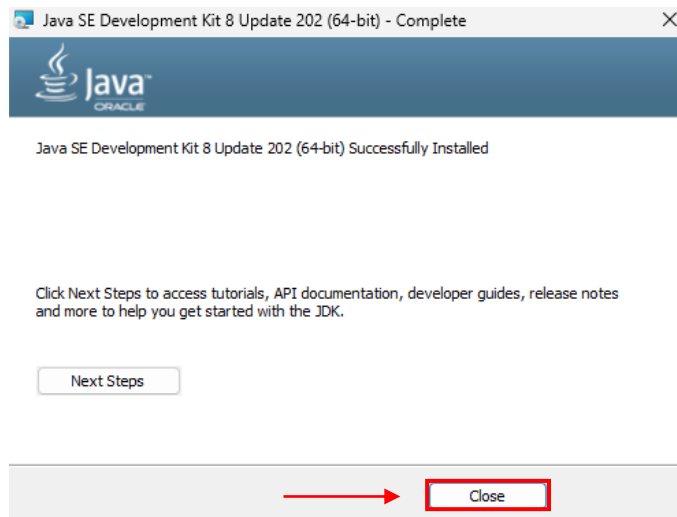 Java SE Development Kit 8 Update 202 (64-bit) - Complete
Java™
ORACLE
Java SE Development Kit 8 Update 202 (64-bit) Successfully Installed
Click Next Steps to access tutorials, API documentation, developer guides, release notes
and more to help you get started with the JDK.
Next Steps
Close